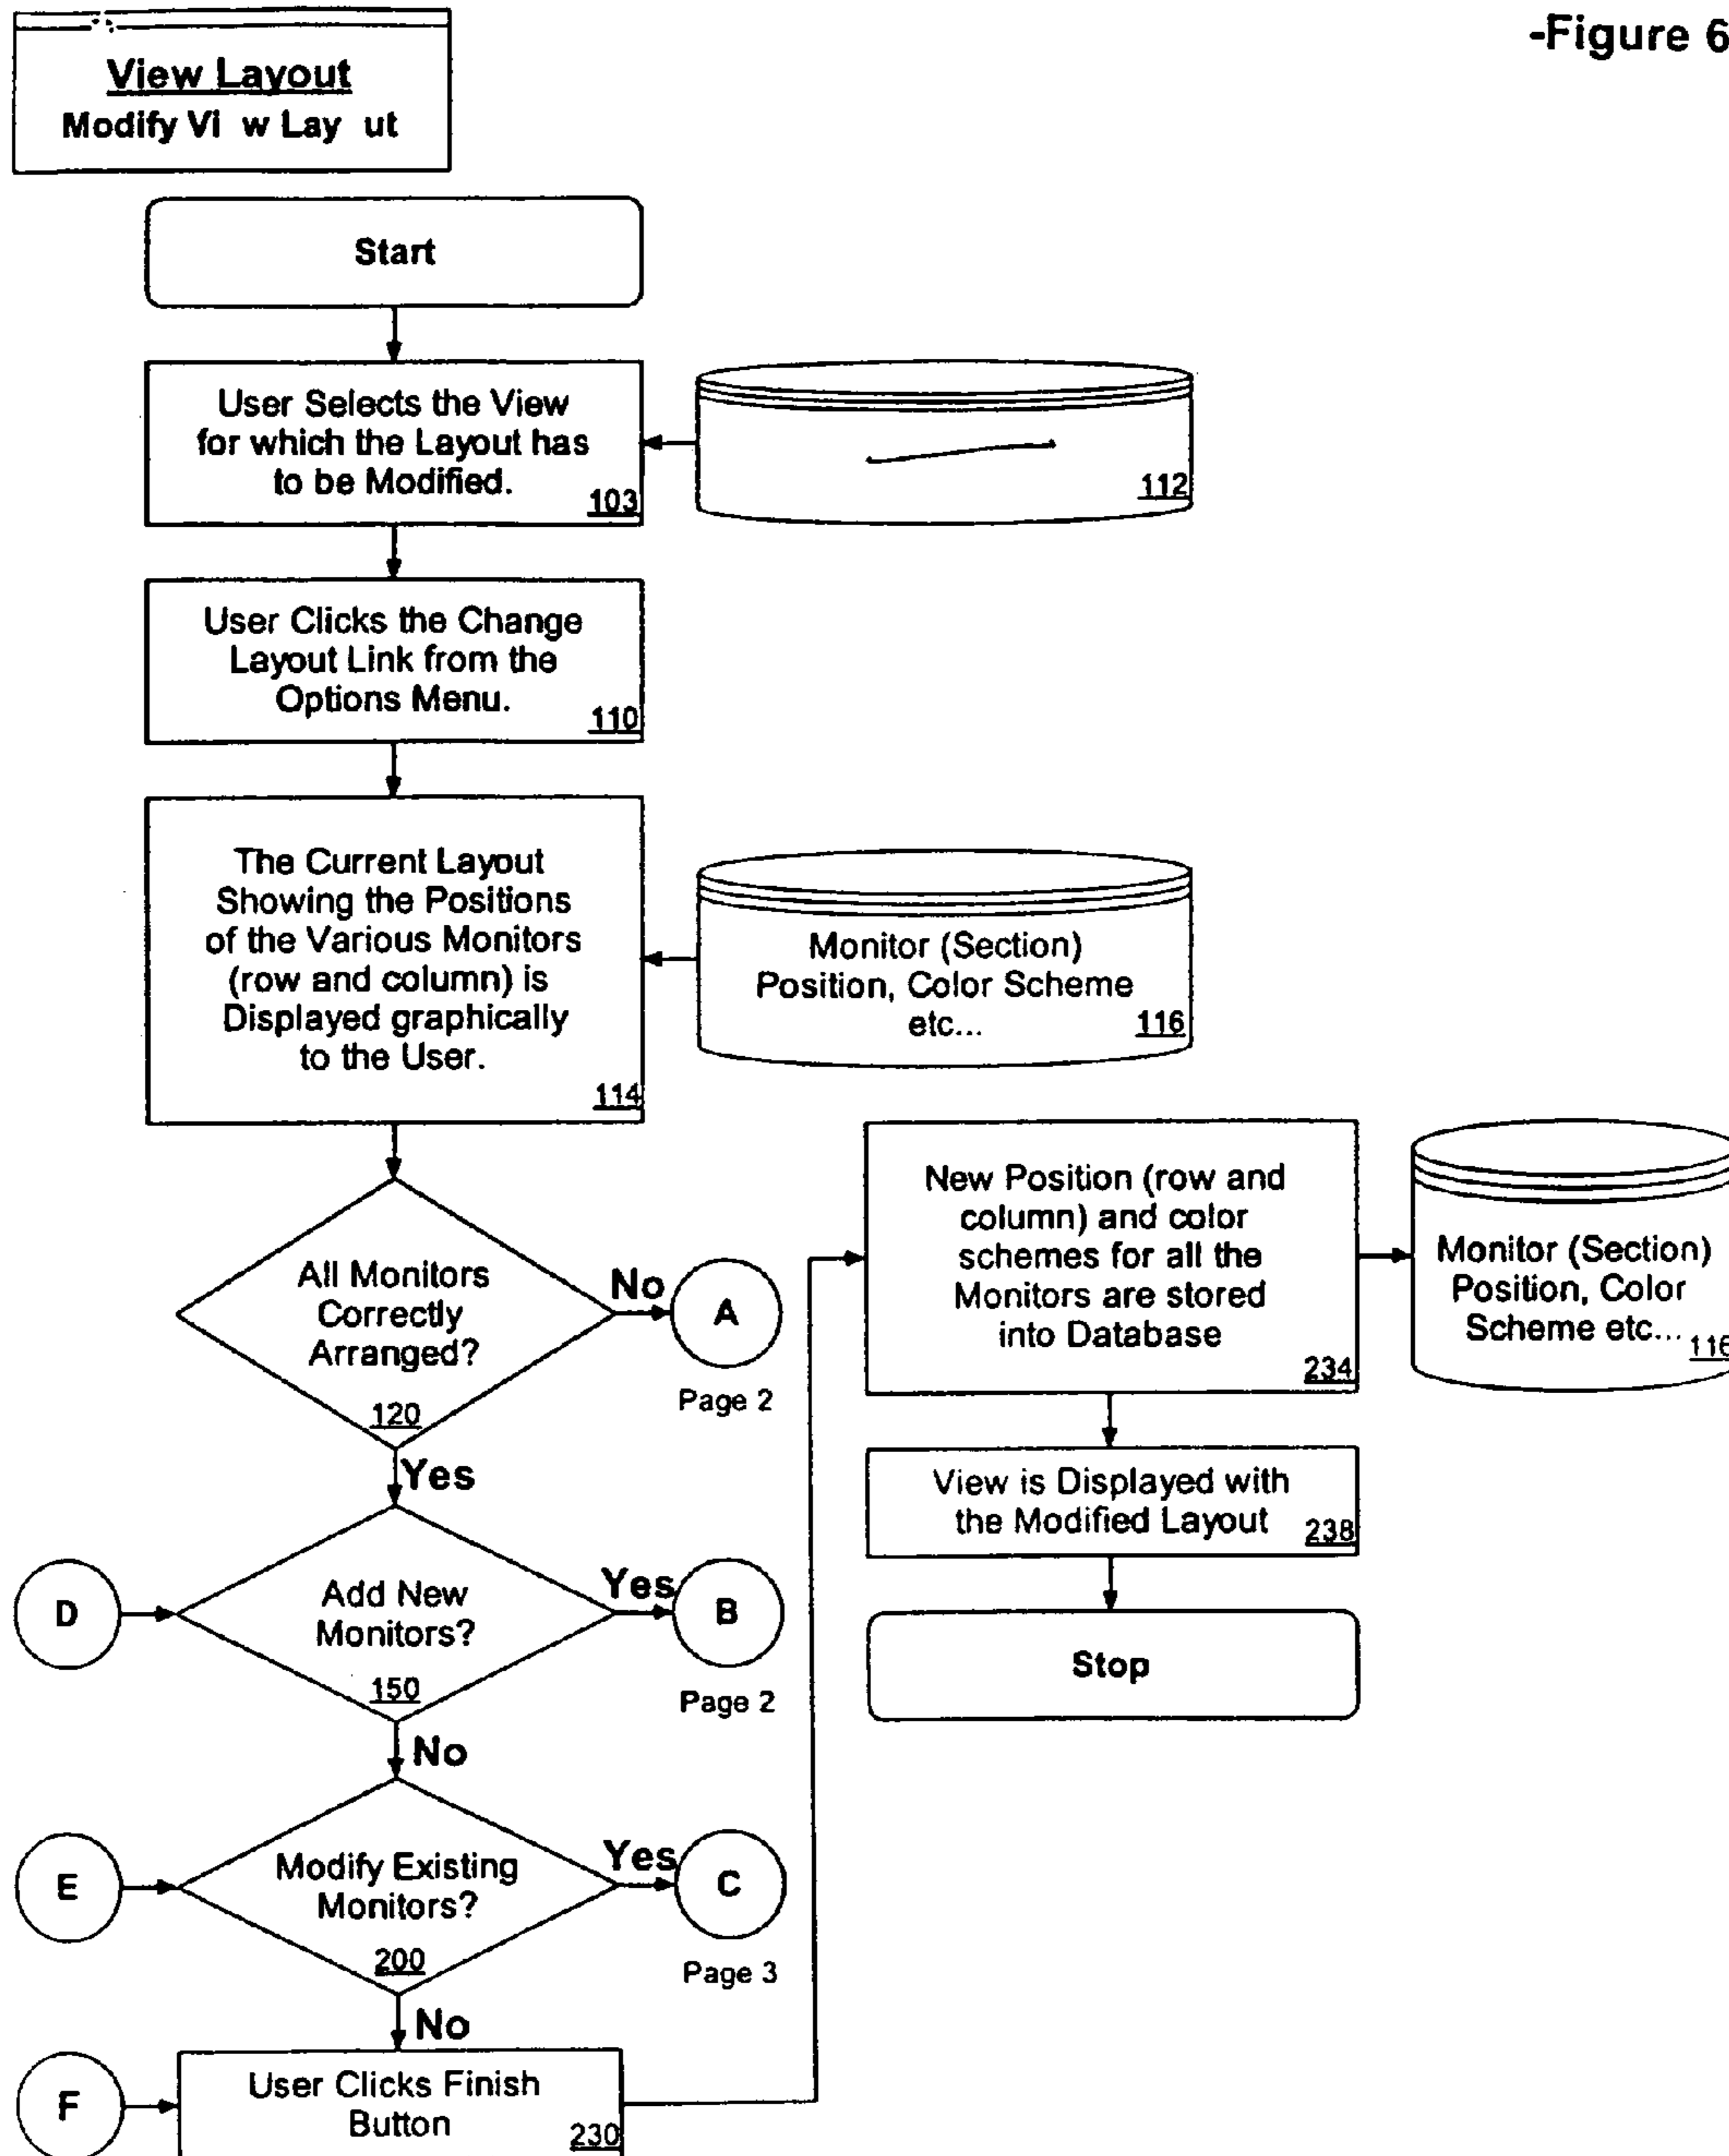 -Figure 6
View Layout
Modify Vi w Lay ut
Start
User Selects the View
for which the Layout has
to be Modified.
103
112
User Clicks the Change
Layout Link from the
Options Menu.
110
The Current Layout
Showing the Positions
of the Various Monitors
(row and column) is
Displayed graphically
to the User.
114
Monitor (Section)
Position, Color Scheme
etc...
116
All Monitors
Correctly
Arranged?
120
No
A
Page 2
Yes
D
Add New
Monitors?
150
Yes
B
Page 2
No
E
Modify Existing
Monitors?
200
Yes
C
Page 3
No
F
User Clicks Finish
Button
230
New Position (row and
column) and color
schemes for all the
Monitors are stored
into Database
234
Monitor (Section)
Position, Color
Scheme etc...
116
View is Displayed with
the Modified Layout
238
Stop